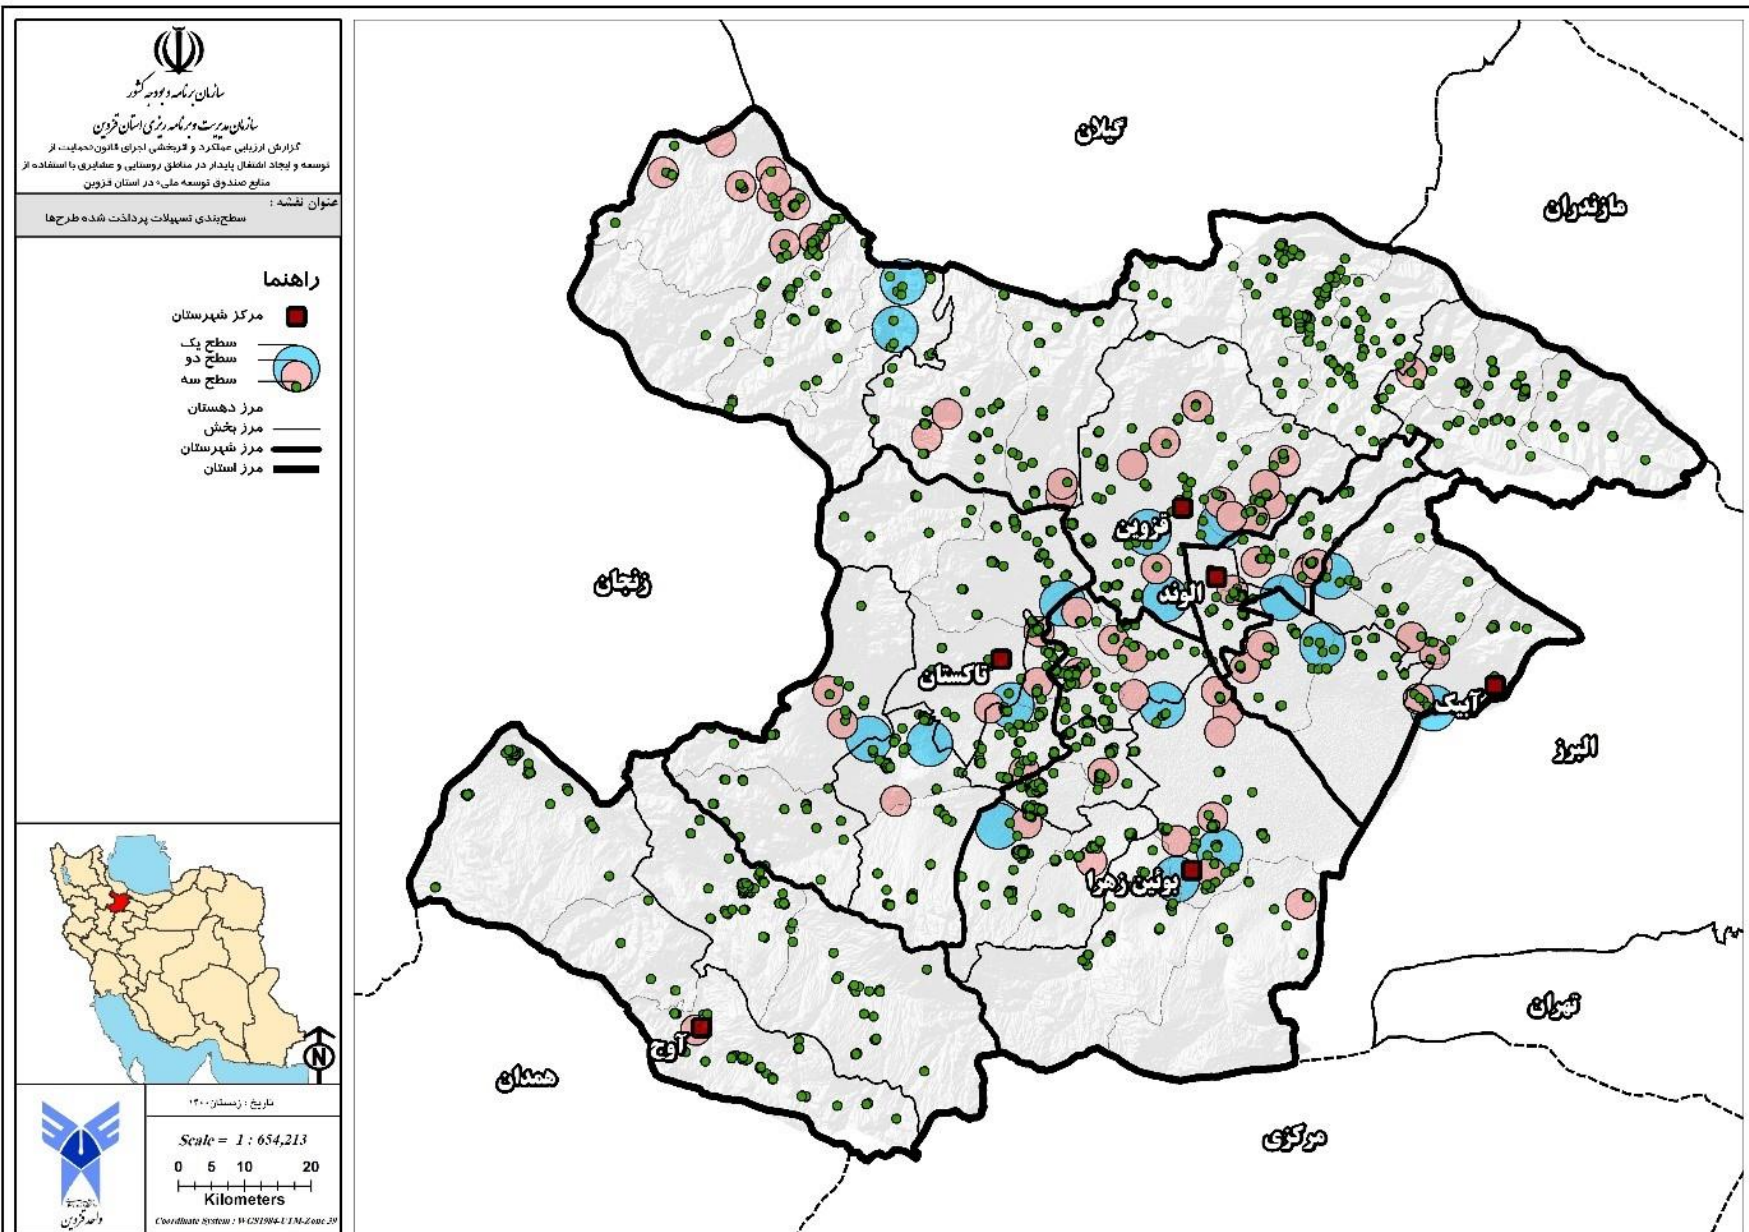 سازمان برنامه و بودجه کشور
سازمان مدیریت و برنامه ریزی استان قزوین
گزارش ارزیابی عملکرد و اثربخشی اجرای قانون «حمایت از
توسعه و ایجاد اشتغال پایدار در مناطق روستایی و عشایری با استفاده از
منابع صندوق توسعه ملی» در استان قزوین
عنوان نقشه :
سطح‌بندی تسهیلات پرداخت شده طرح‌ها
راهنما
مرکز شهرستان
سطح یک
سطح دو
سطح سه
مرز دهستان
مرز بخش
مرز شهرستان
مرز استان
N
تاریخ : زمستان ۱۴۰۰
Scale = 1 : 654,213
0 5 10 20
Kilometers
Coordinate System : WGS1984-UTM-Zone 39
واحد قزوین
گیلان
مازندران
زنجان
قزوین
الوند
تاکستان
آبیک
البرز
بوئین زهرا
آوج
تهران
همدان
مرکزی